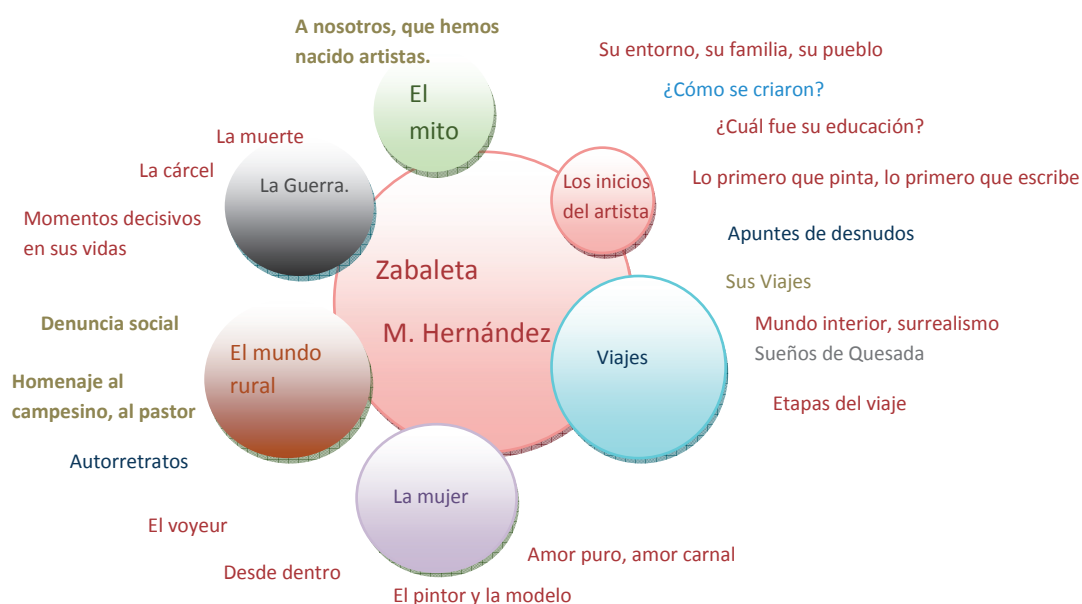 A nosotros, que hemos
nacido artistas.
El
mito
Su entorno, su familia, su pueblo
¿Cómo se criaron?
¿Cuál fue su educación?
Lo primero que pinta, lo primero que escribe
Los inicios
del artista
La muerte
La cárcel
La Guerra.
Momentos decisivos
en sus vidas
Zabaleta
M. Hernández
Apuntes de desnudos
Sus Viajes
Mundo interior, surrealismo
Sueños de Quesada
Viajes
Etapas del viaje
Denuncia social
El mundo
rural
Homenaje al
campesino, al pastor
Autorretratos
La mujer
El voyeur
Desde dentro
Amor puro, amor carnal
El pintor y la modelo